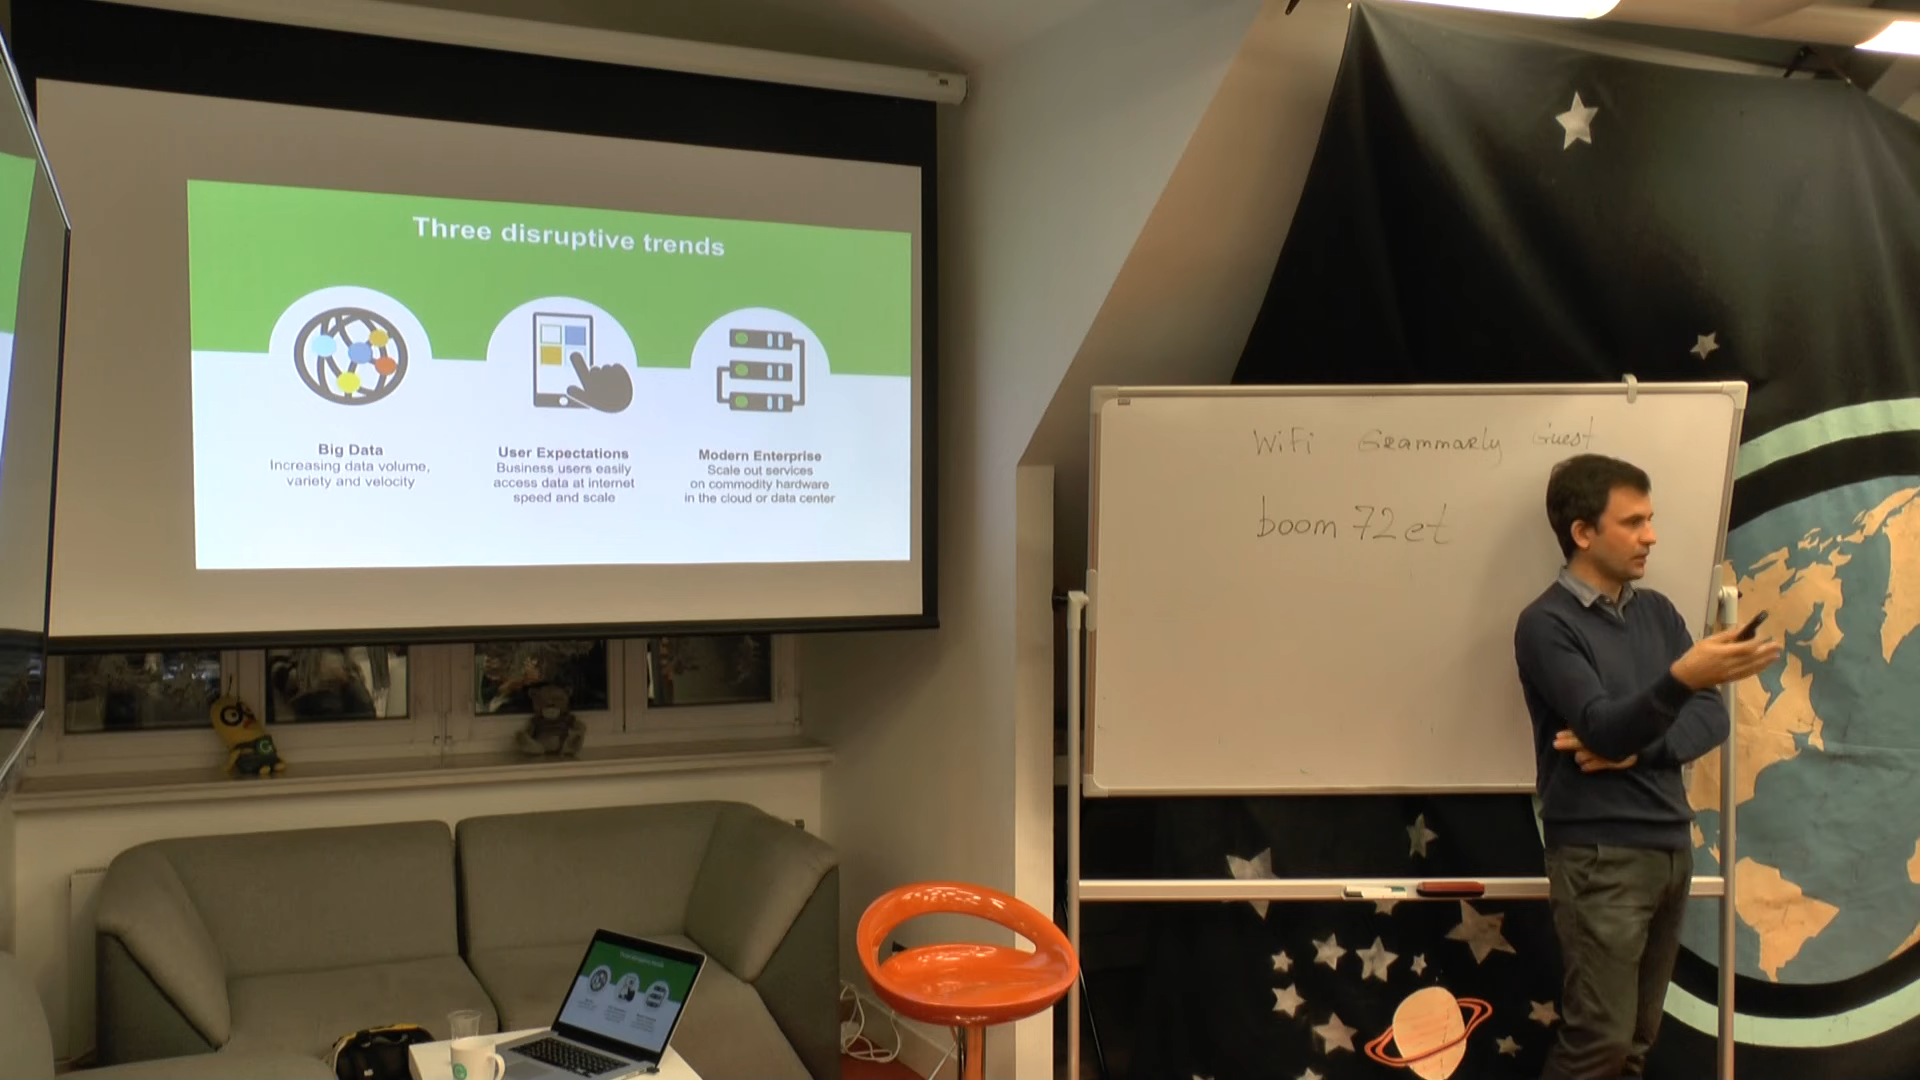 Three disruptive trends
Big Data
Increasing data volume,
variety and velocity
User Expectations
Business users easily
access data at internet
speed and scale
Modern Enterprise
Scale out services
on commodity hardware
in the cloud or data center
WiFi Grammarly Guest
boom72et